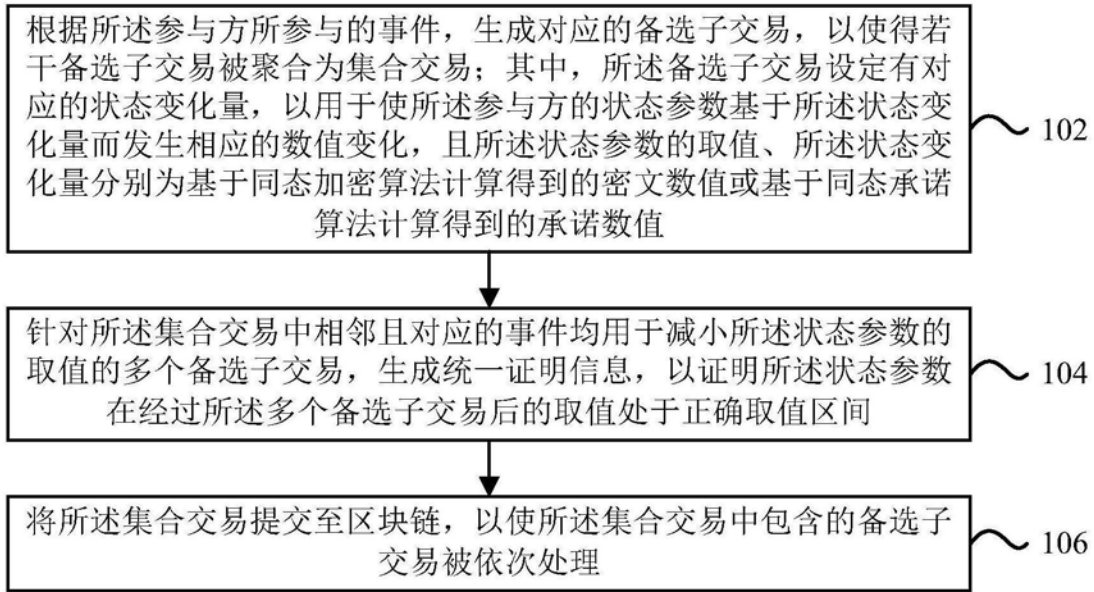 根据所述参与方所参与的事件，生成对应的备选子交易，以使得若
干备选子交易被聚合为集合交易；其中，所述备选子交易设定有对
应的状态变化量，以用于使所述参与方的状态参数基于所述状态变
化量而发生相应的数值变化，且所述状态参数的取值、所述状态变
化量分别为基于同态加密算法计算得到的密文数值或基于同态承诺
算法计算得到的承诺数值
102
针对所述集合交易中相邻且对应的事件均用于减小所述状态参数的
取值的多个备选子交易，生成统一证明信息，以证明所述状态参数
在经过所述多个备选子交易后的取值处于正确取值区间
104
将所述集合交易提交至区块链，以使所述集合交易中包含的备选子
交易被依次处理
106